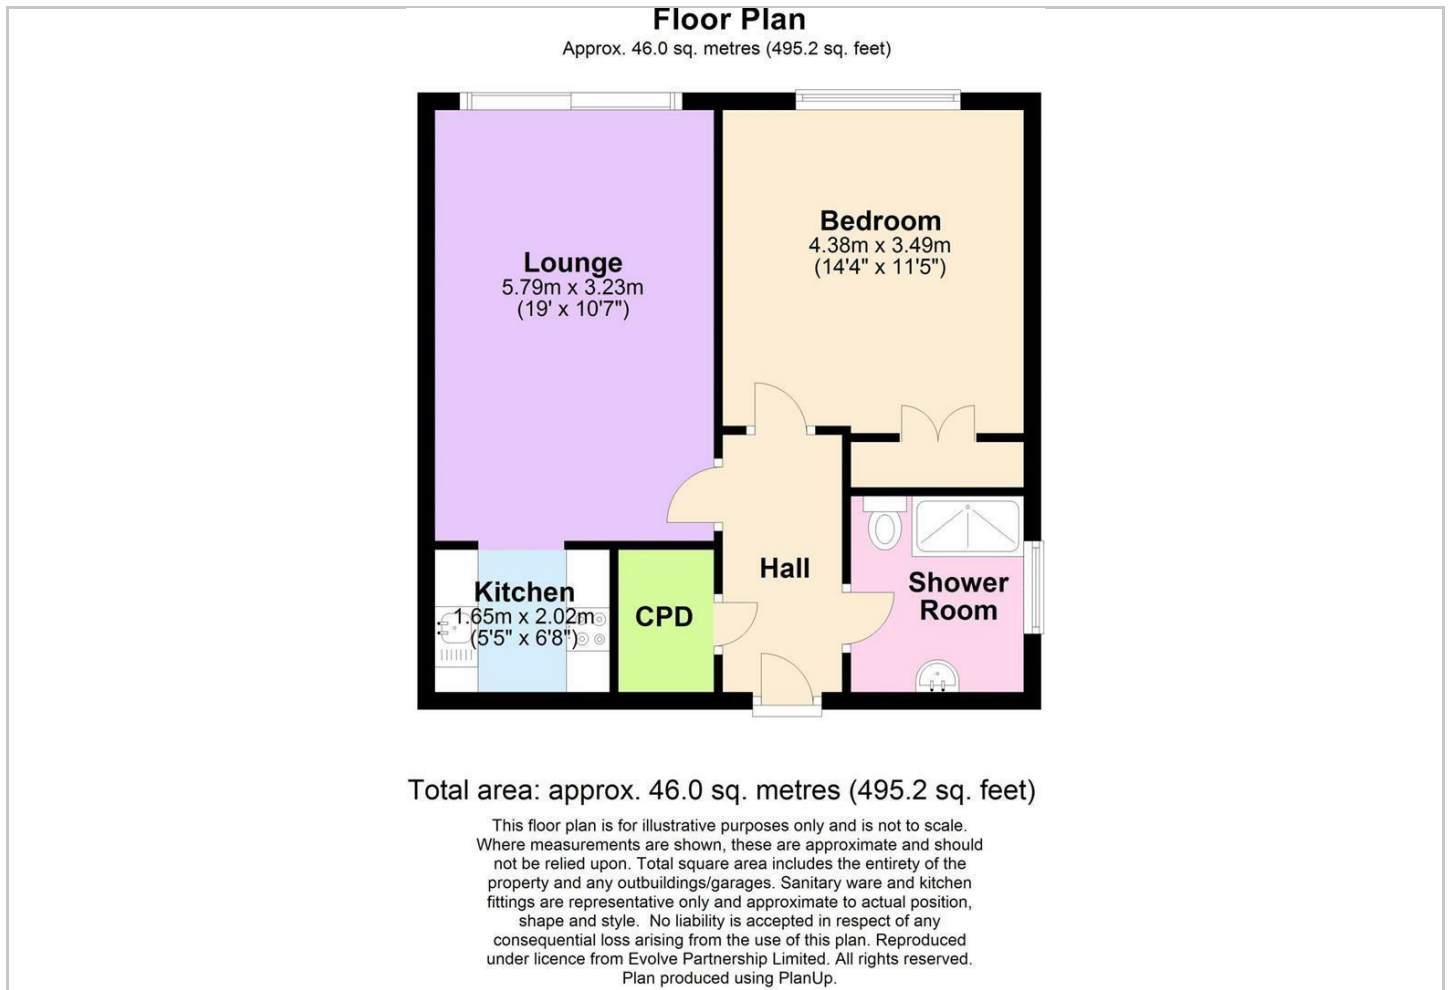 Floor Plan
Approx. 46.0 sq. metres (495.2 sq. feet)
Bedroom
4.38m x 3.49m
(14'4" x 11'5")
Lounge
5.79m x 3.23m
(19' x 10'7")
Hall
Shower
Room
Kitchen
1.65m x 2.02m
(5'5" x 6'8")
CPD
Total area: approx. 46.0 sq. metres (495.2 sq. feet)
This floor plan is for illustrative purposes only and is not to scale.
Where measurements are shown, these are approximate and should
not be relied upon. Total square area includes the entirety of the
property and any outbuildings/garages. Sanitary ware and kitchen
fittings are representative only and approximate to actual position,
shape and style. No liability is accepted in respect of any
consequential loss arising from the use of this plan. Reproduced
under licence from Evolve Partnership Limited. All rights reserved.
Plan produced using PlanUp.